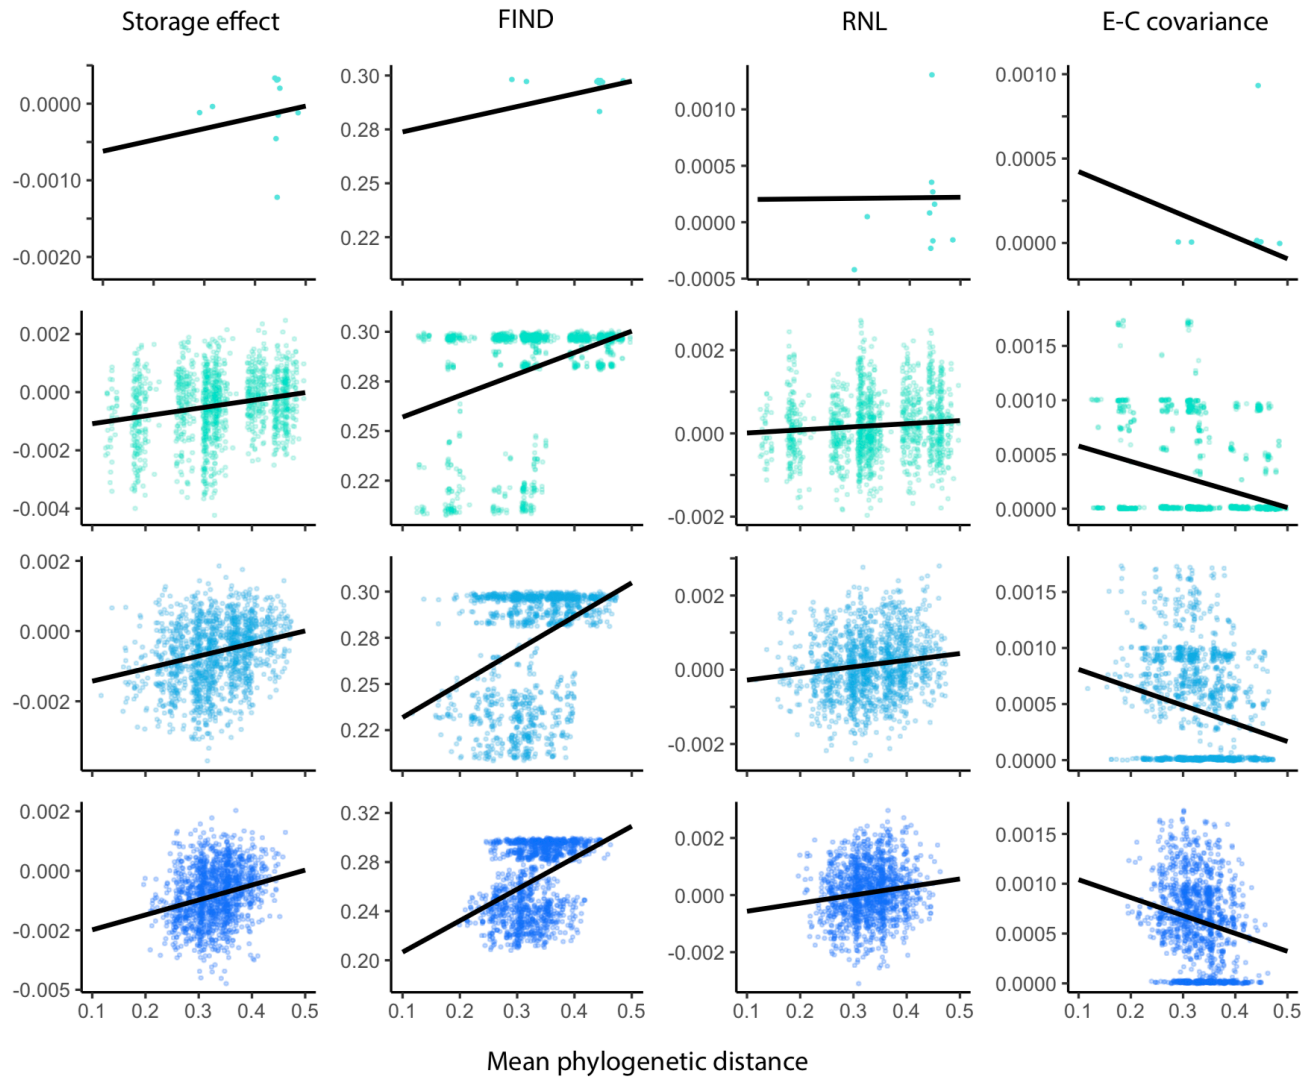 Storage effect FIND RNL E-C covariance
0.0000 0.30 0.0010 0.0010
-0.0010 0.28 0.0005 0.0005
-0.0020 0.25 0.0000 0.0000
0.22 -0.0005
0.002 0.30 0.002 0.0015
0.000 0.28 0.000 0.0010
-0.002 0.25 -0.002 0.0005
-0.004 0.22 0.0000
0.002 0.30 0.002 0.0015
0.000 0.28 0.000 0.0010
-0.002 0.25 -0.002 0.0005
0.22 0.0000
0.002 0.32 0.002 0.0015
0.000 0.28 0.000 0.0010
-0.002 0.24 -0.002 0.0005
-0.005 0.20 0.0000
0.1 0.2 0.3 0.4 0.5 0.1 0.2 0.3 0.4 0.5 0.1 0.2 0.3 0.4 0.5 0.1 0.2 0.3 0.4 0.5
Mean phylogenetic distance